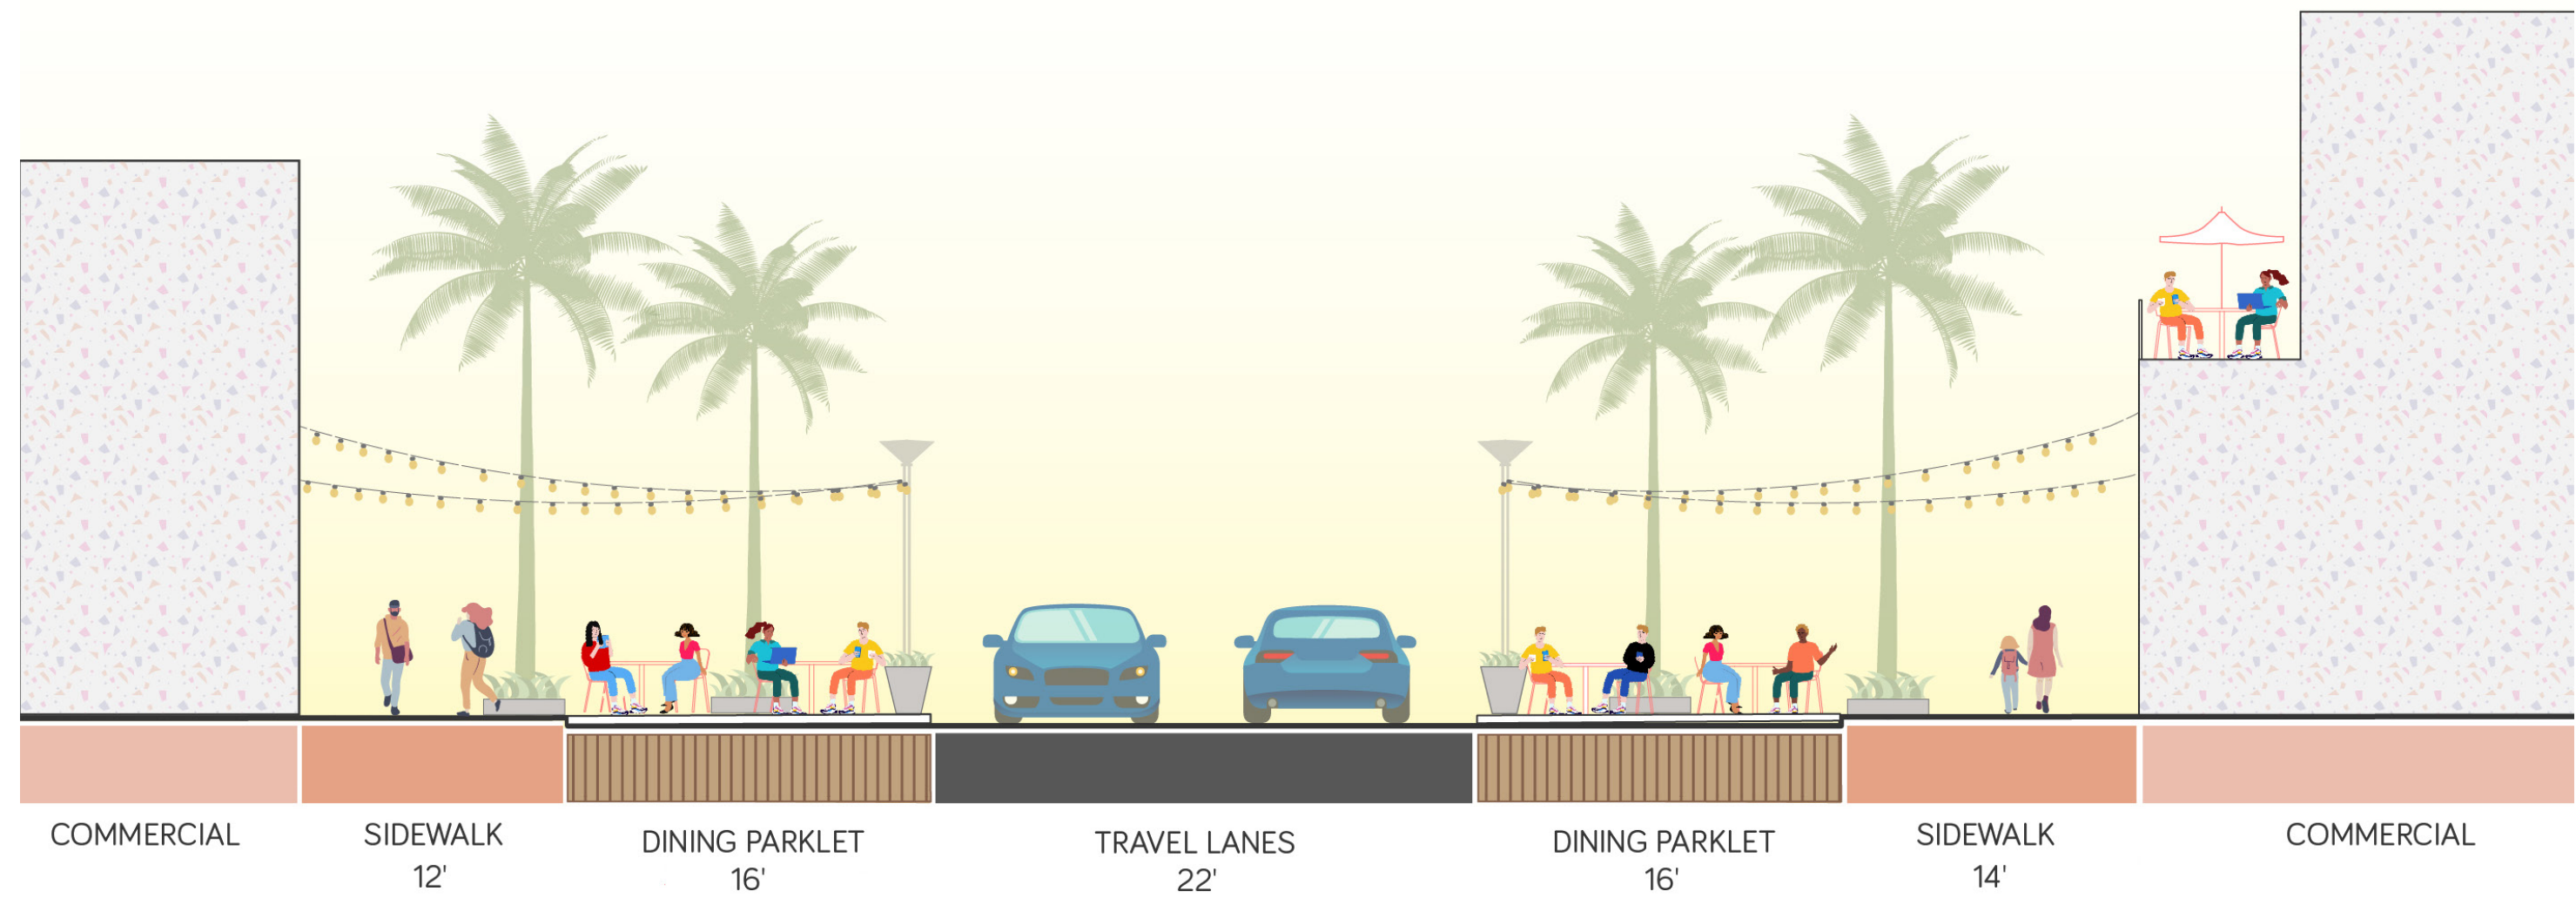 COMMERCIAL
SIDEWALK
12'
DINING PARKLET
16'
TRAVEL LANES
22'
DINING PARKLET
16'
SIDEWALK
14'
COMMERCIAL